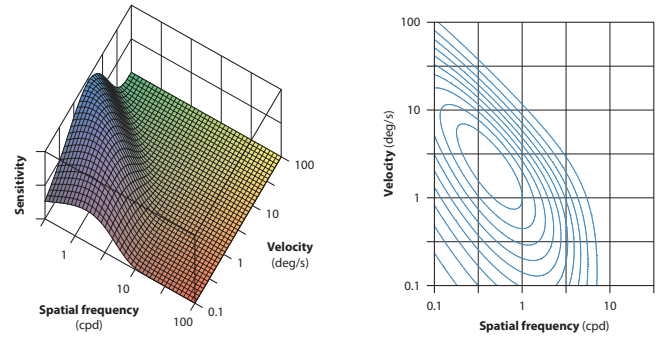 Sensitivity
1
10
100
Spatial frequency
(cpd)
0.1
1
10
100
Velocity
(deg/s)
100
10
1
0.1
Velocity (deg/s)
0.1
1
10
Spatial frequency (cpd)